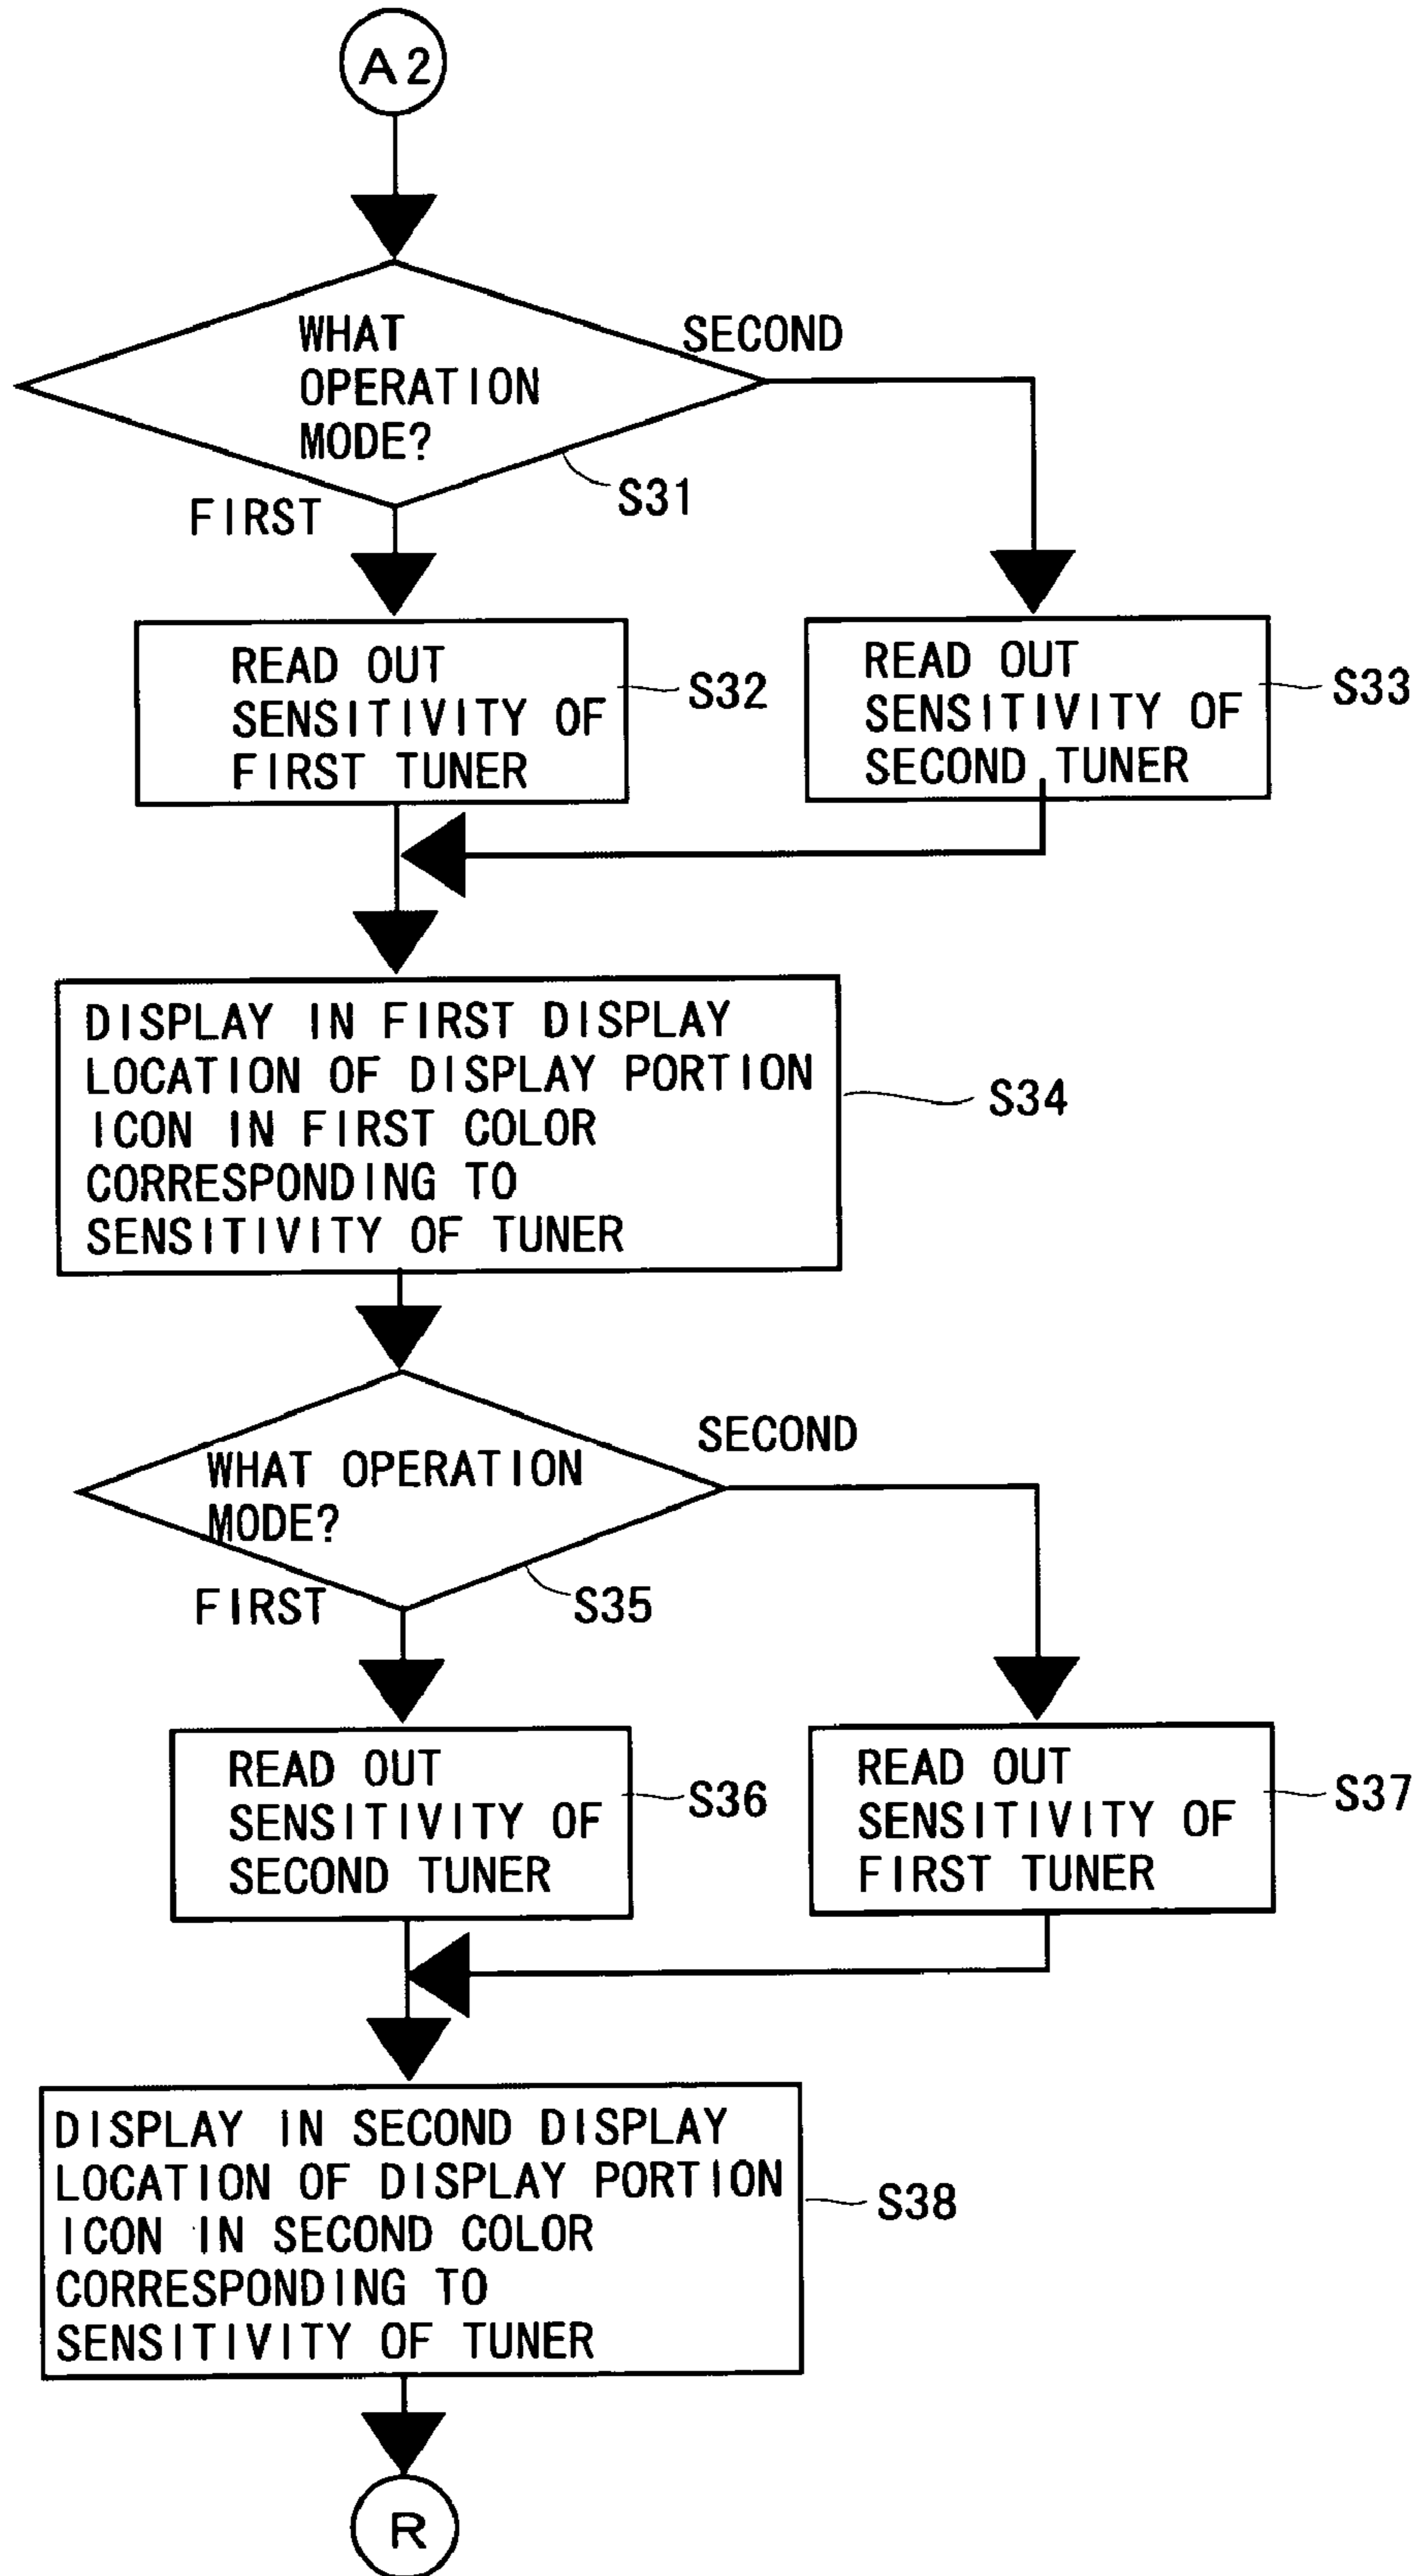 A2
WHAT
OPERATION
MODE?
SECOND
S31
FIRST
READ OUT
SENSITIVITY OF
FIRST TUNER
S32
READ OUT
SENSITIVITY OF
SECOND TUNER
S33
DISPLAY IN FIRST DISPLAY
LOCATION OF DISPLAY PORTION
ICON IN FIRST COLOR
CORRESPONDING TO
SENSITIVITY OF TUNER
S34
WHAT OPERATION
MODE?
SECOND
FIRST
S35
READ OUT
SENSITIVITY OF
SECOND TUNER
S36
READ OUT
SENSITIVITY OF
FIRST TUNER
S37
DISPLAY IN SECOND DISPLAY
LOCATION OF DISPLAY PORTION
ICON IN SECOND COLOR
CORRESPONDING TO
SENSITIVITY OF TUNER
S38
R